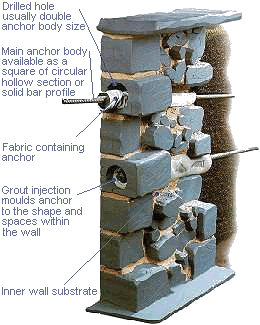 Drilled hole
usually double
anchor body size
Main anchor body
available as a
square of circular
hollow section or
solid bar profile
Fabric containing
anchor
Grout injection
moulds anchor
to the shape and
spaces within
the wall
Inner wall substrate